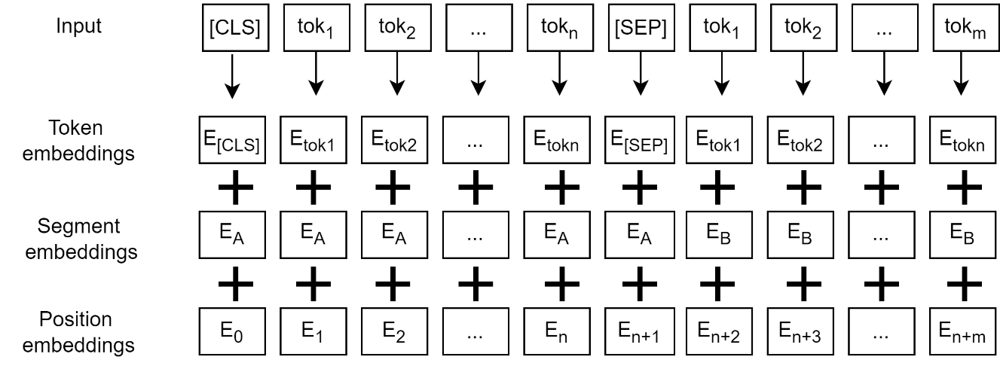 Input [CLS] tok1 tok2 ... tokn [SEP] tok1 tok2 ... tokm
Token
embeddings
E[CLS] Etok1 Etok2 ... Etokn E[SEP] Etok1 Etok2 ... Etokn
+ + + + + + + + + +
Segment
embeddings
EA EA EA ... EA EA EB EB ... EB
+ + + + + + + + + +
Position
embeddings
E0 E1 E2 ... En En+1 En+2 En+3 ... En+m